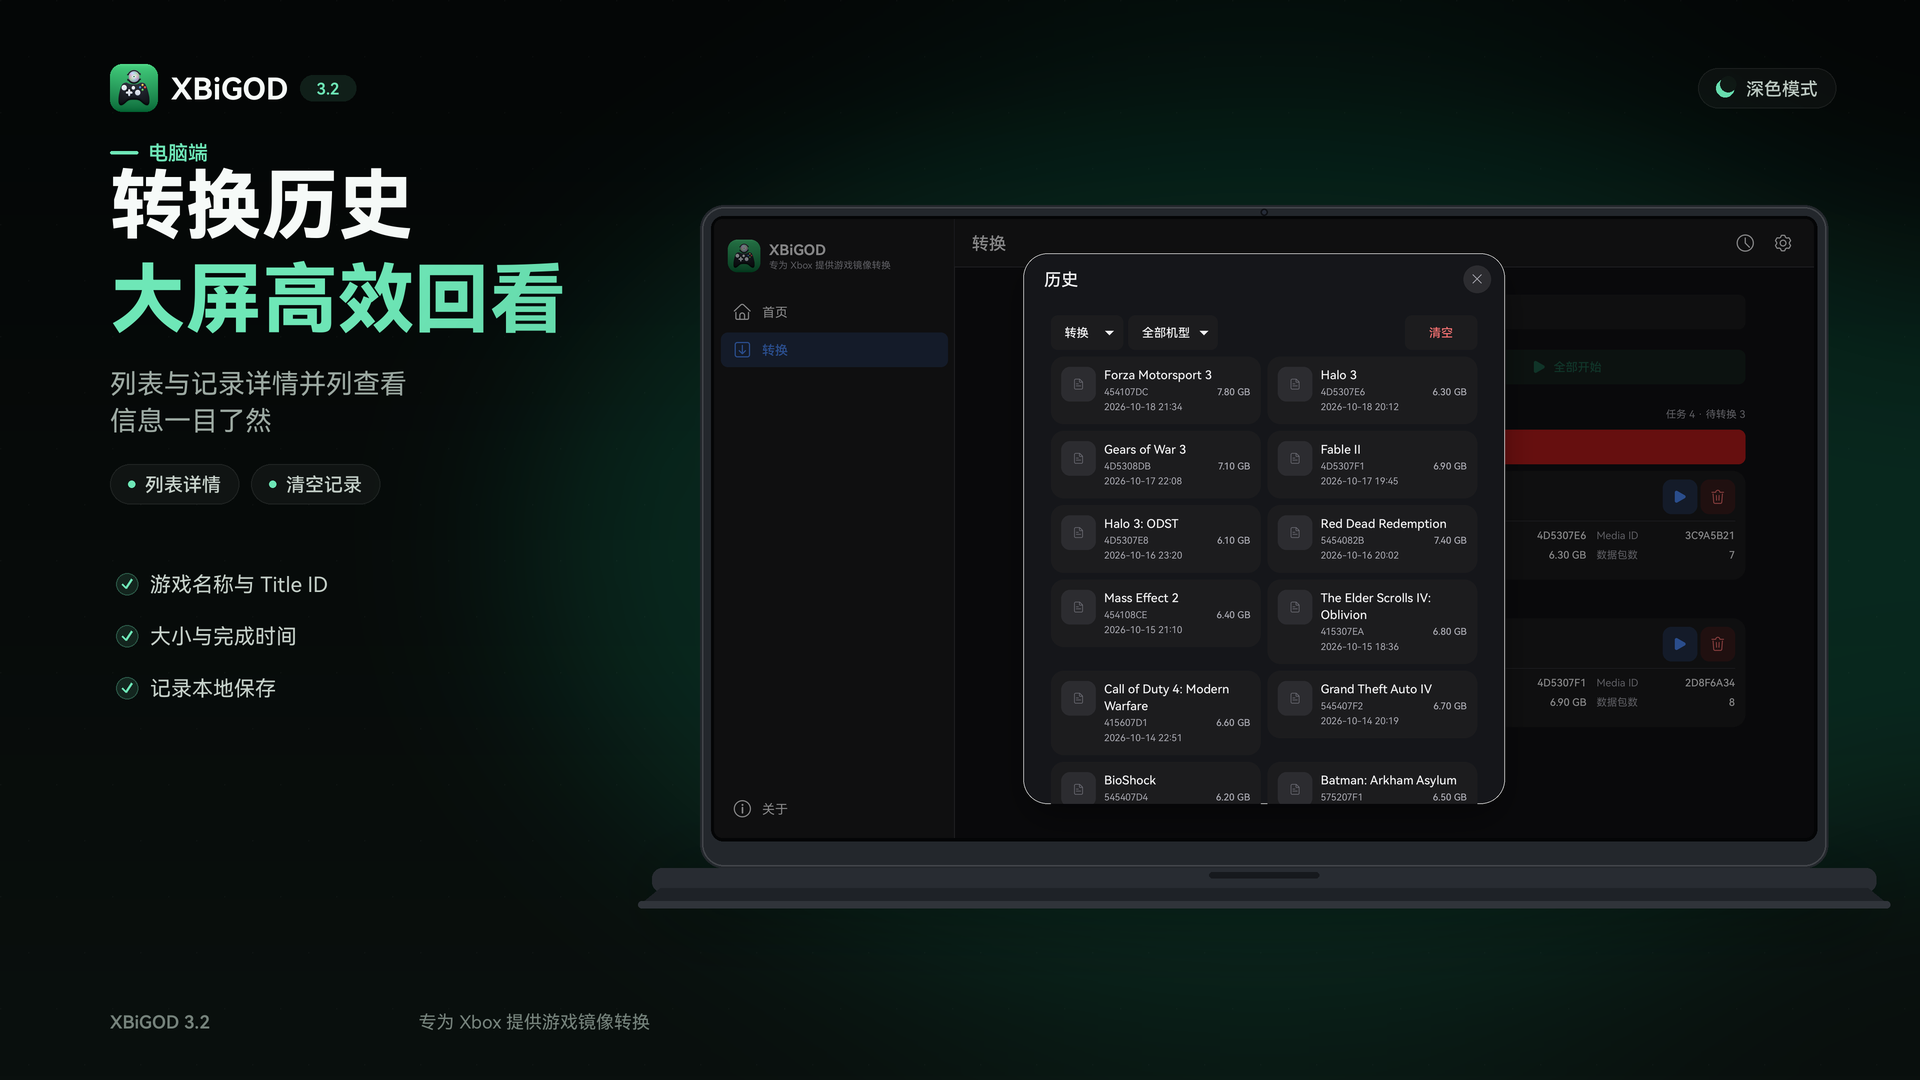 XBiGOD 3.2
深色模式
电脑端
转换历史
大屏高效回看
列表与记录详情并列查看
信息一目了然
列表详情
清空记录
游戏名称与 Title ID
大小与完成时间
记录本地保存
XBiGOD
专为 Xbox 提供游戏镜像转换
首页
转换
关于
转换
历史
转换
全部机型
清空
Forza Motorsport 3
454107DC 7.80 GB
2026-10-18 21:34
Halo 3
4D5307E6 6.30 GB
2026-10-18 20:12
Gears of War 3
4D5308DB 7.10 GB
2026-10-17 22:08
Fable II
4D5307F1 6.90 GB
2026-10-17 19:45
Halo 3: ODST
4D5307E8 6.10 GB
2026-10-16 23:20
Red Dead Redemption
5454082B 7.40 GB
2026-10-16 20:02
Mass Effect 2
454108CE 6.40 GB
2026-10-15 21:10
The Elder Scrolls IV:
Oblivion
415307EA 6.80 GB
2026-10-15 18:36
Call of Duty 4: Modern
Warfare
415607D1 6.60 GB
2026-10-14 22:51
Grand Theft Auto IV
545407F2 6.70 GB
2026-10-14 20:19
BioShock
545407D4 6.20 GB
Batman: Arkham Asylum
575207F1 6.50 GB
全部开始
任务 4 · 待转换 3
4D5307E6 Media ID 3C9A5B21
6.30 GB 数据包数 7
4D5307F1 Media ID 2D8F6A34
6.90 GB 数据包数 8
XBiGOD 3.2
专为 Xbox 提供游戏镜像转换